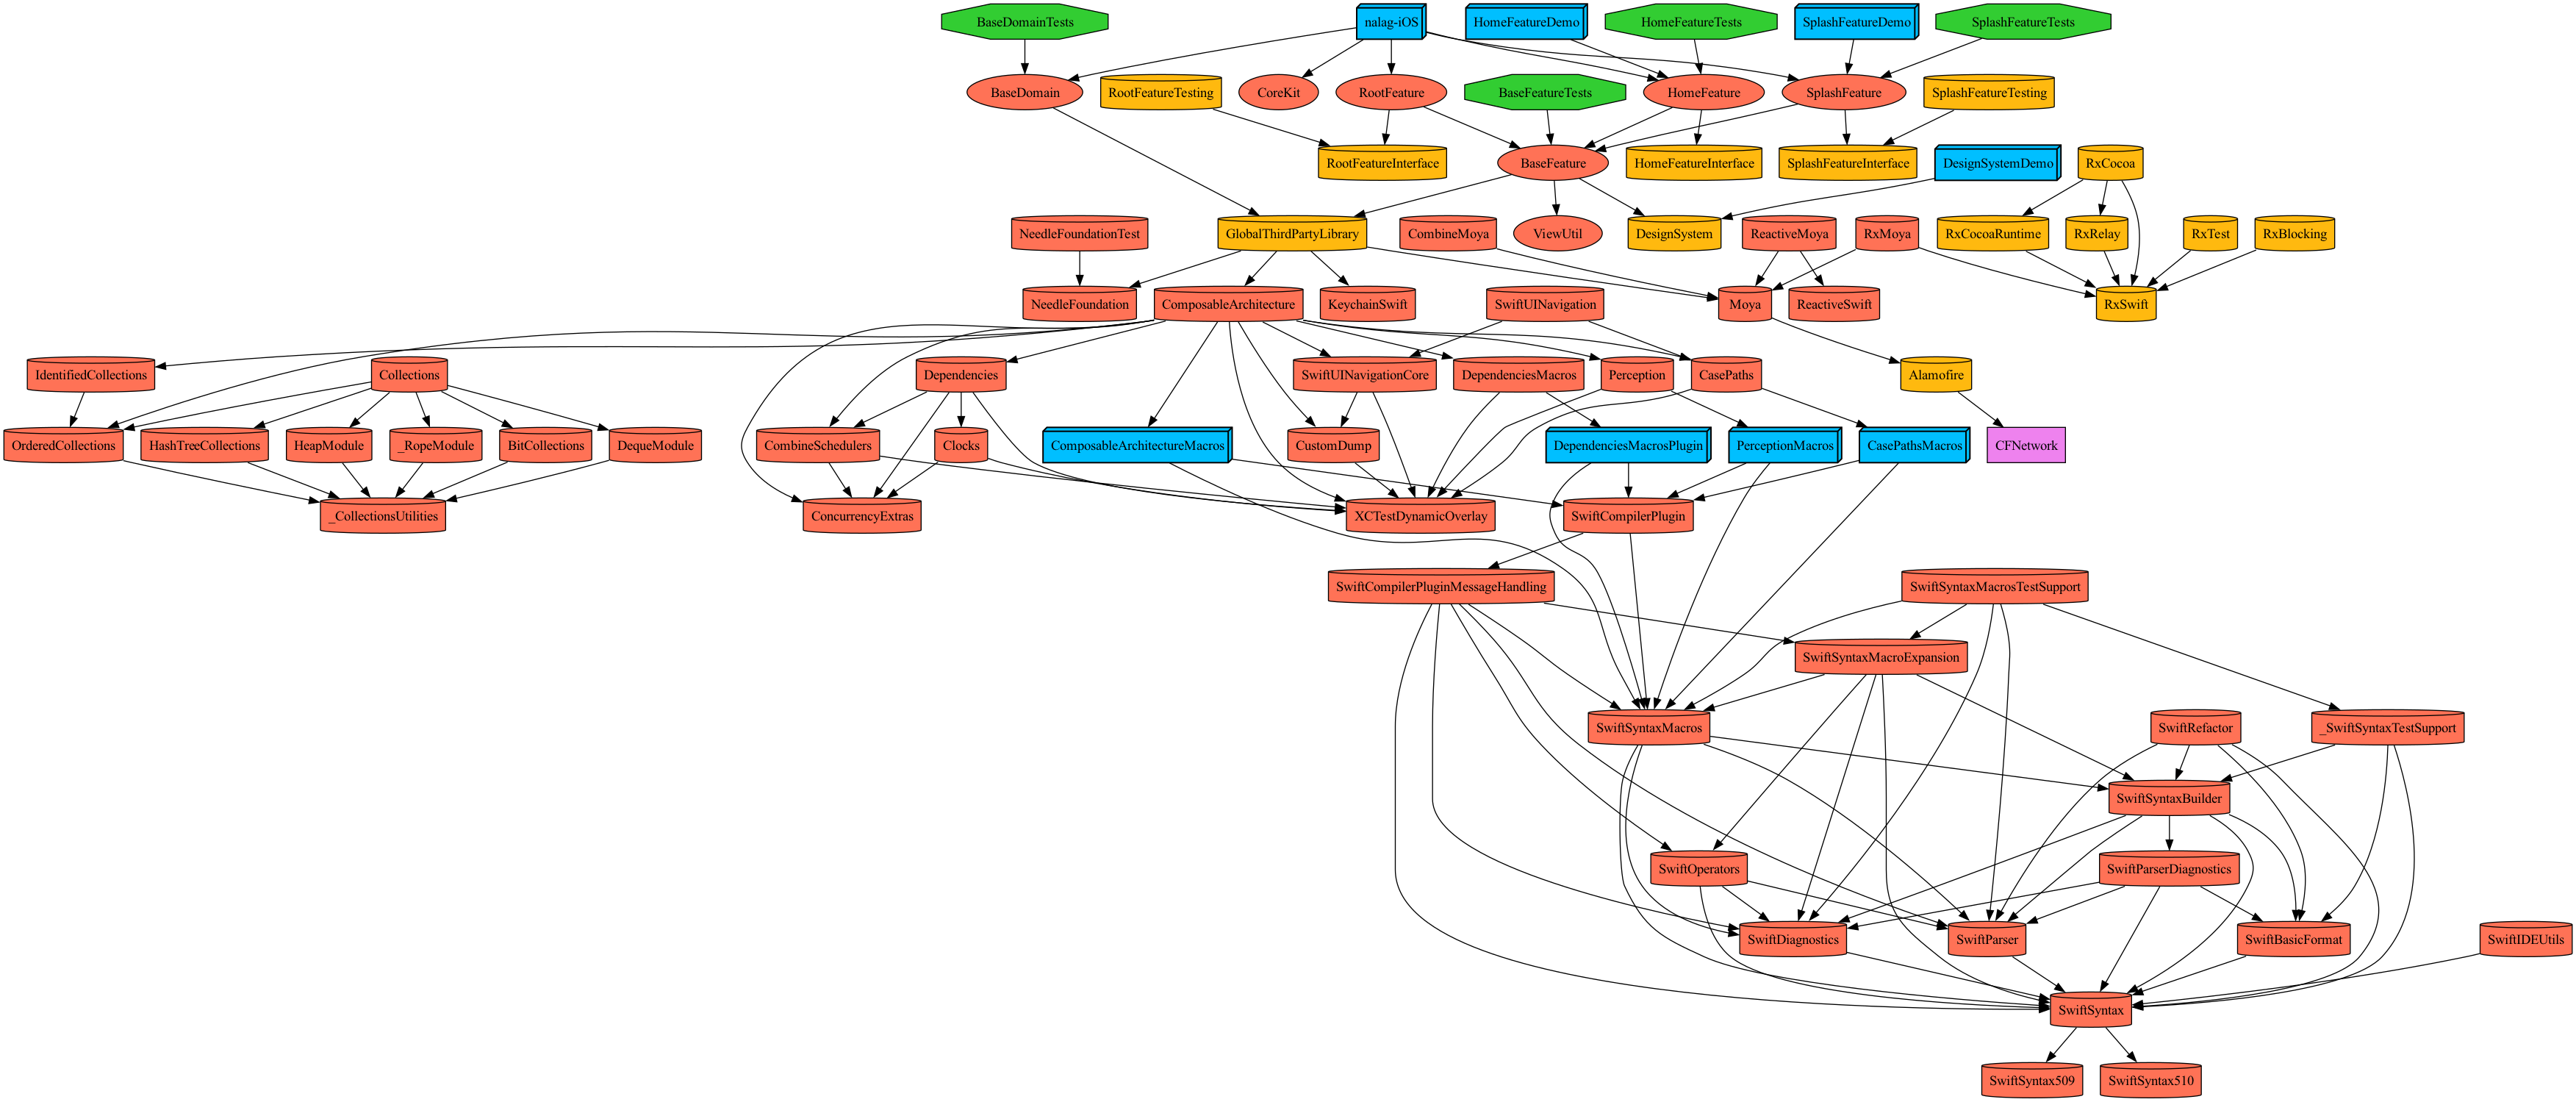 BaseDomainTests
nalag-iOS
HomeFeatureDemo
HomeFeatureTests
SplashFeatureDemo
SplashFeatureTests
BaseDomain
RootFeatureTesting
CoreKit
RootFeature
BaseFeatureTests
HomeFeature
SplashFeature
SplashFeatureTesting
RootFeatureInterface
BaseFeature
HomeFeatureInterface
SplashFeatureInterface
DesignSystemDemo
RxCocoa
NeedleFoundationTest
GlobalThirdPartyLibrary
CombineMoya
ViewUtil
DesignSystem
ReactiveMoya
RxMoya
RxCocoaRuntime
RxRelay
RxTest
RxBlocking
NeedleFoundation
ComposableArchitecture
KeychainSwift
SwiftUINavigation
Moya
ReactiveSwift
RxSwift
IdentifiedCollections
Collections
Dependencies
SwiftUINavigationCore
DependenciesMacros
Perception
CasePaths
Alamofire
OrderedCollections
HashTreeCollections
HeapModule
_RopeModule
BitCollections
DequeModule
CombineSchedulers
Clocks
ComposableArchitectureMacros
CustomDump
DependenciesMacrosPlugin
PerceptionMacros
CasePathsMacros
CFNetwork
_CollectionsUtilities
ConcurrencyExtras
XCTestDynamicOverlay
SwiftCompilerPlugin
SwiftCompilerPluginMessageHandling
SwiftSyntaxMacrosTestSupport
SwiftSyntaxMacroExpansion
SwiftSyntaxMacros
SwiftRefactor
_SwiftSyntaxTestSupport
SwiftSyntaxBuilder
SwiftOperators
SwiftParserDiagnostics
SwiftDiagnostics
SwiftParser
SwiftBasicFormat
SwiftIDEUtils
SwiftSyntax
SwiftSyntax509
SwiftSyntax510